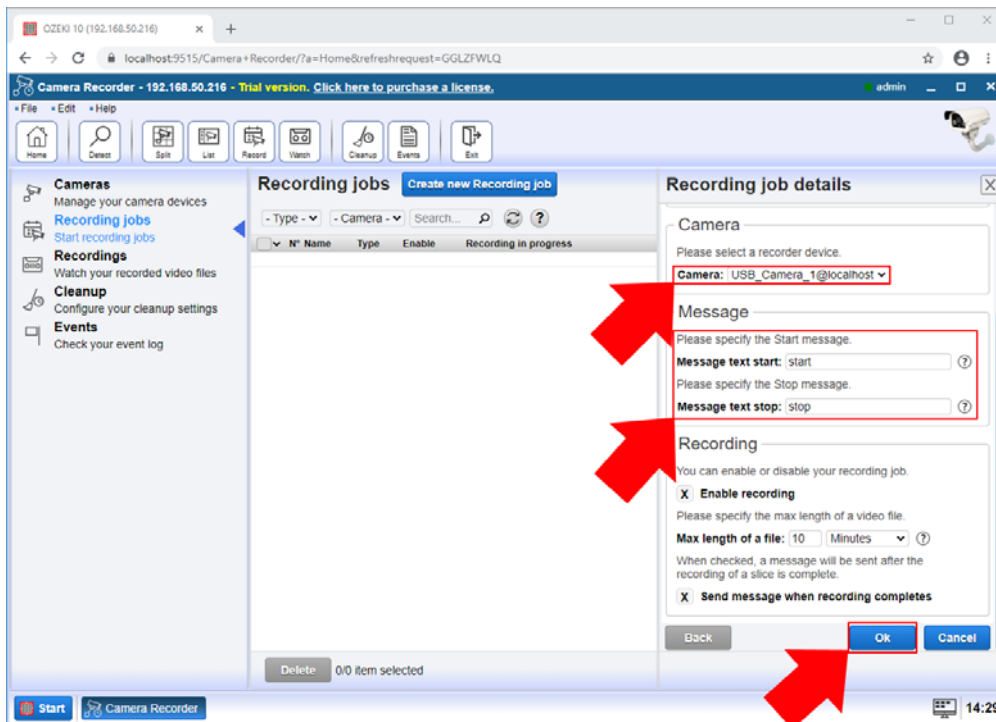 OZEKI 10 (192.168.50.216)
localhost:9515/Camera+Recorder/?a=Home&refreshrequest=GGLZFWLQ
Camera Recorder - 192.168.50.216 - Trial version. Click here to purchase a license.
admin
File Edit Help
Home Detect Split List Record Watch Cleanup Events Exit
Cameras
Manage your camera devices
Recording jobs
Start recording jobs
Recordings
Watch your recorded video files
Cleanup
Configure your cleanup settings
Events
Check your event log
Recording jobs Create new Recording job
- Type - - Camera - Search... ?
N° Name Type Enable Recording in progress
Delete 0/0 item selected
Recording job details X
Camera
Please select a recorder device.
Camera: USB_Camera_1@localhost
Message
Please specify the Start message.
Message text start: start ?
Please specify the Stop message.
Message text stop: stop ?
Recording
You can enable or disable your recording job.
X Enable recording
Please specify the max length of a video file.
Max length of a file: 10 Minutes ?
When checked, a message will be sent after the
recording of a slice is complete.
X Send message when recording completes
Back Ok Cancel
Start Camera Recorder 14:29